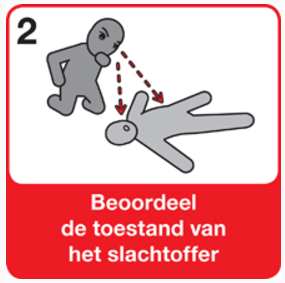 2
Beoordeel
de toestand van
het slachtoffer